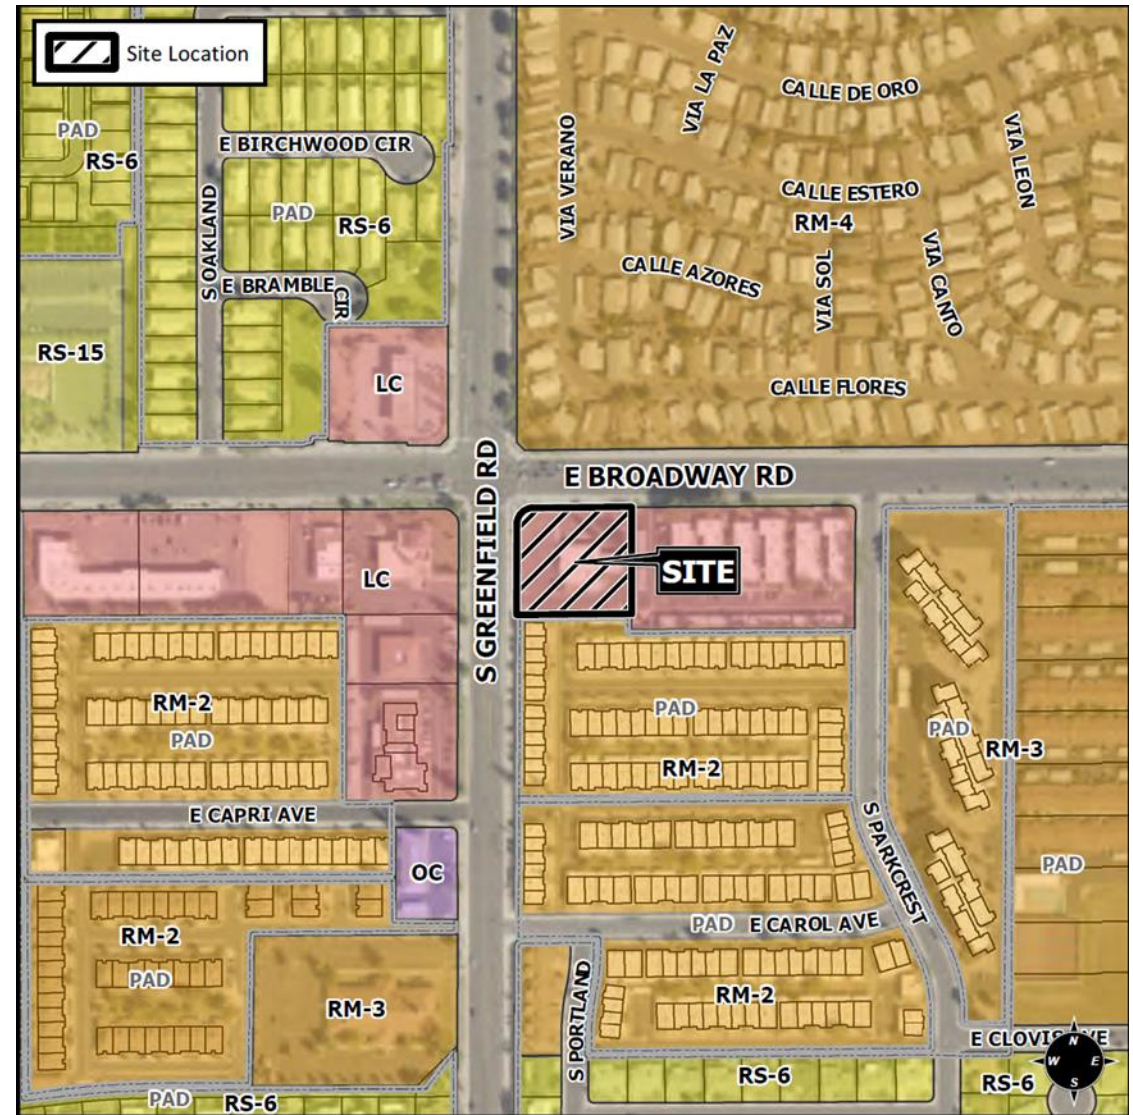 Site Location
PAD
RS-6
E BIRCHWOOD CIR
PAD
RS-6
S OAKLAND
E BRAMBLE
CIR
RS-15
LC
VIA VERANO
VIA LA PAZ
CALLE DE ORO
VIA LEON
CALLE ESTERO
RM-4
CALLE AZORES
VIA SOL
VIA CANTO
CALLE FLORES
S GREENFIELD RD
E BROADWAY RD
SITE
LC
RM-2
PAD
PAD
RM-2
PAD
RM-3
E CAPRI AVE
OC
S PARKCREST
PAD
RM-2
PAD
PAD
E CAROL AVE
RM-3
S PORTLAND
RM-2
E CLOVIS AVE
N
W
E
S
PAD
RS-6
RS-6
RS-6